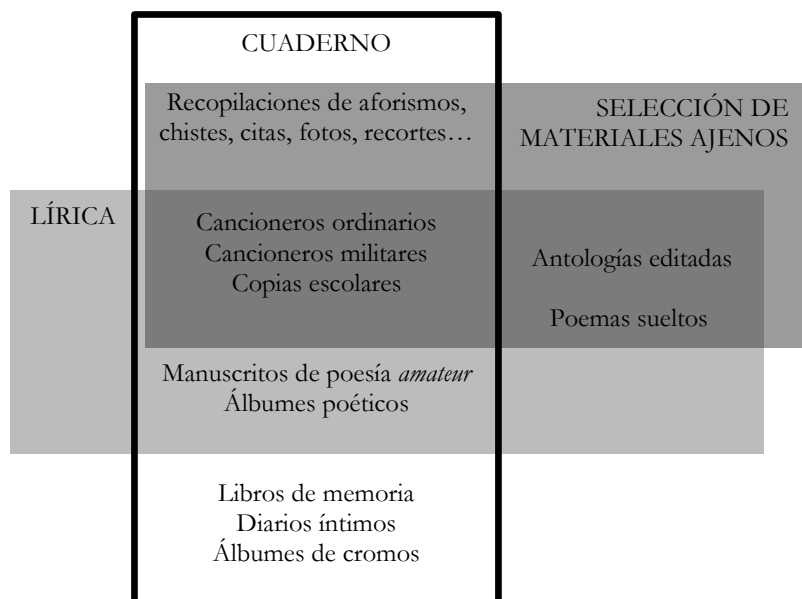 CUADERNO
Recopilaciones de aforismos,
chistes, citas, fotos, recortes…
SELECCIÓN DE
MATERIALES AJENOS
LÍRICA
Cancioneros ordinarios
Cancioneros militares
Copias escolares
Antologías editadas
Poemas sueltos
Manuscritos de poesía amateur
Álbumes poéticos
Libros de memoria
Diarios íntimos
Álbumes de cromos